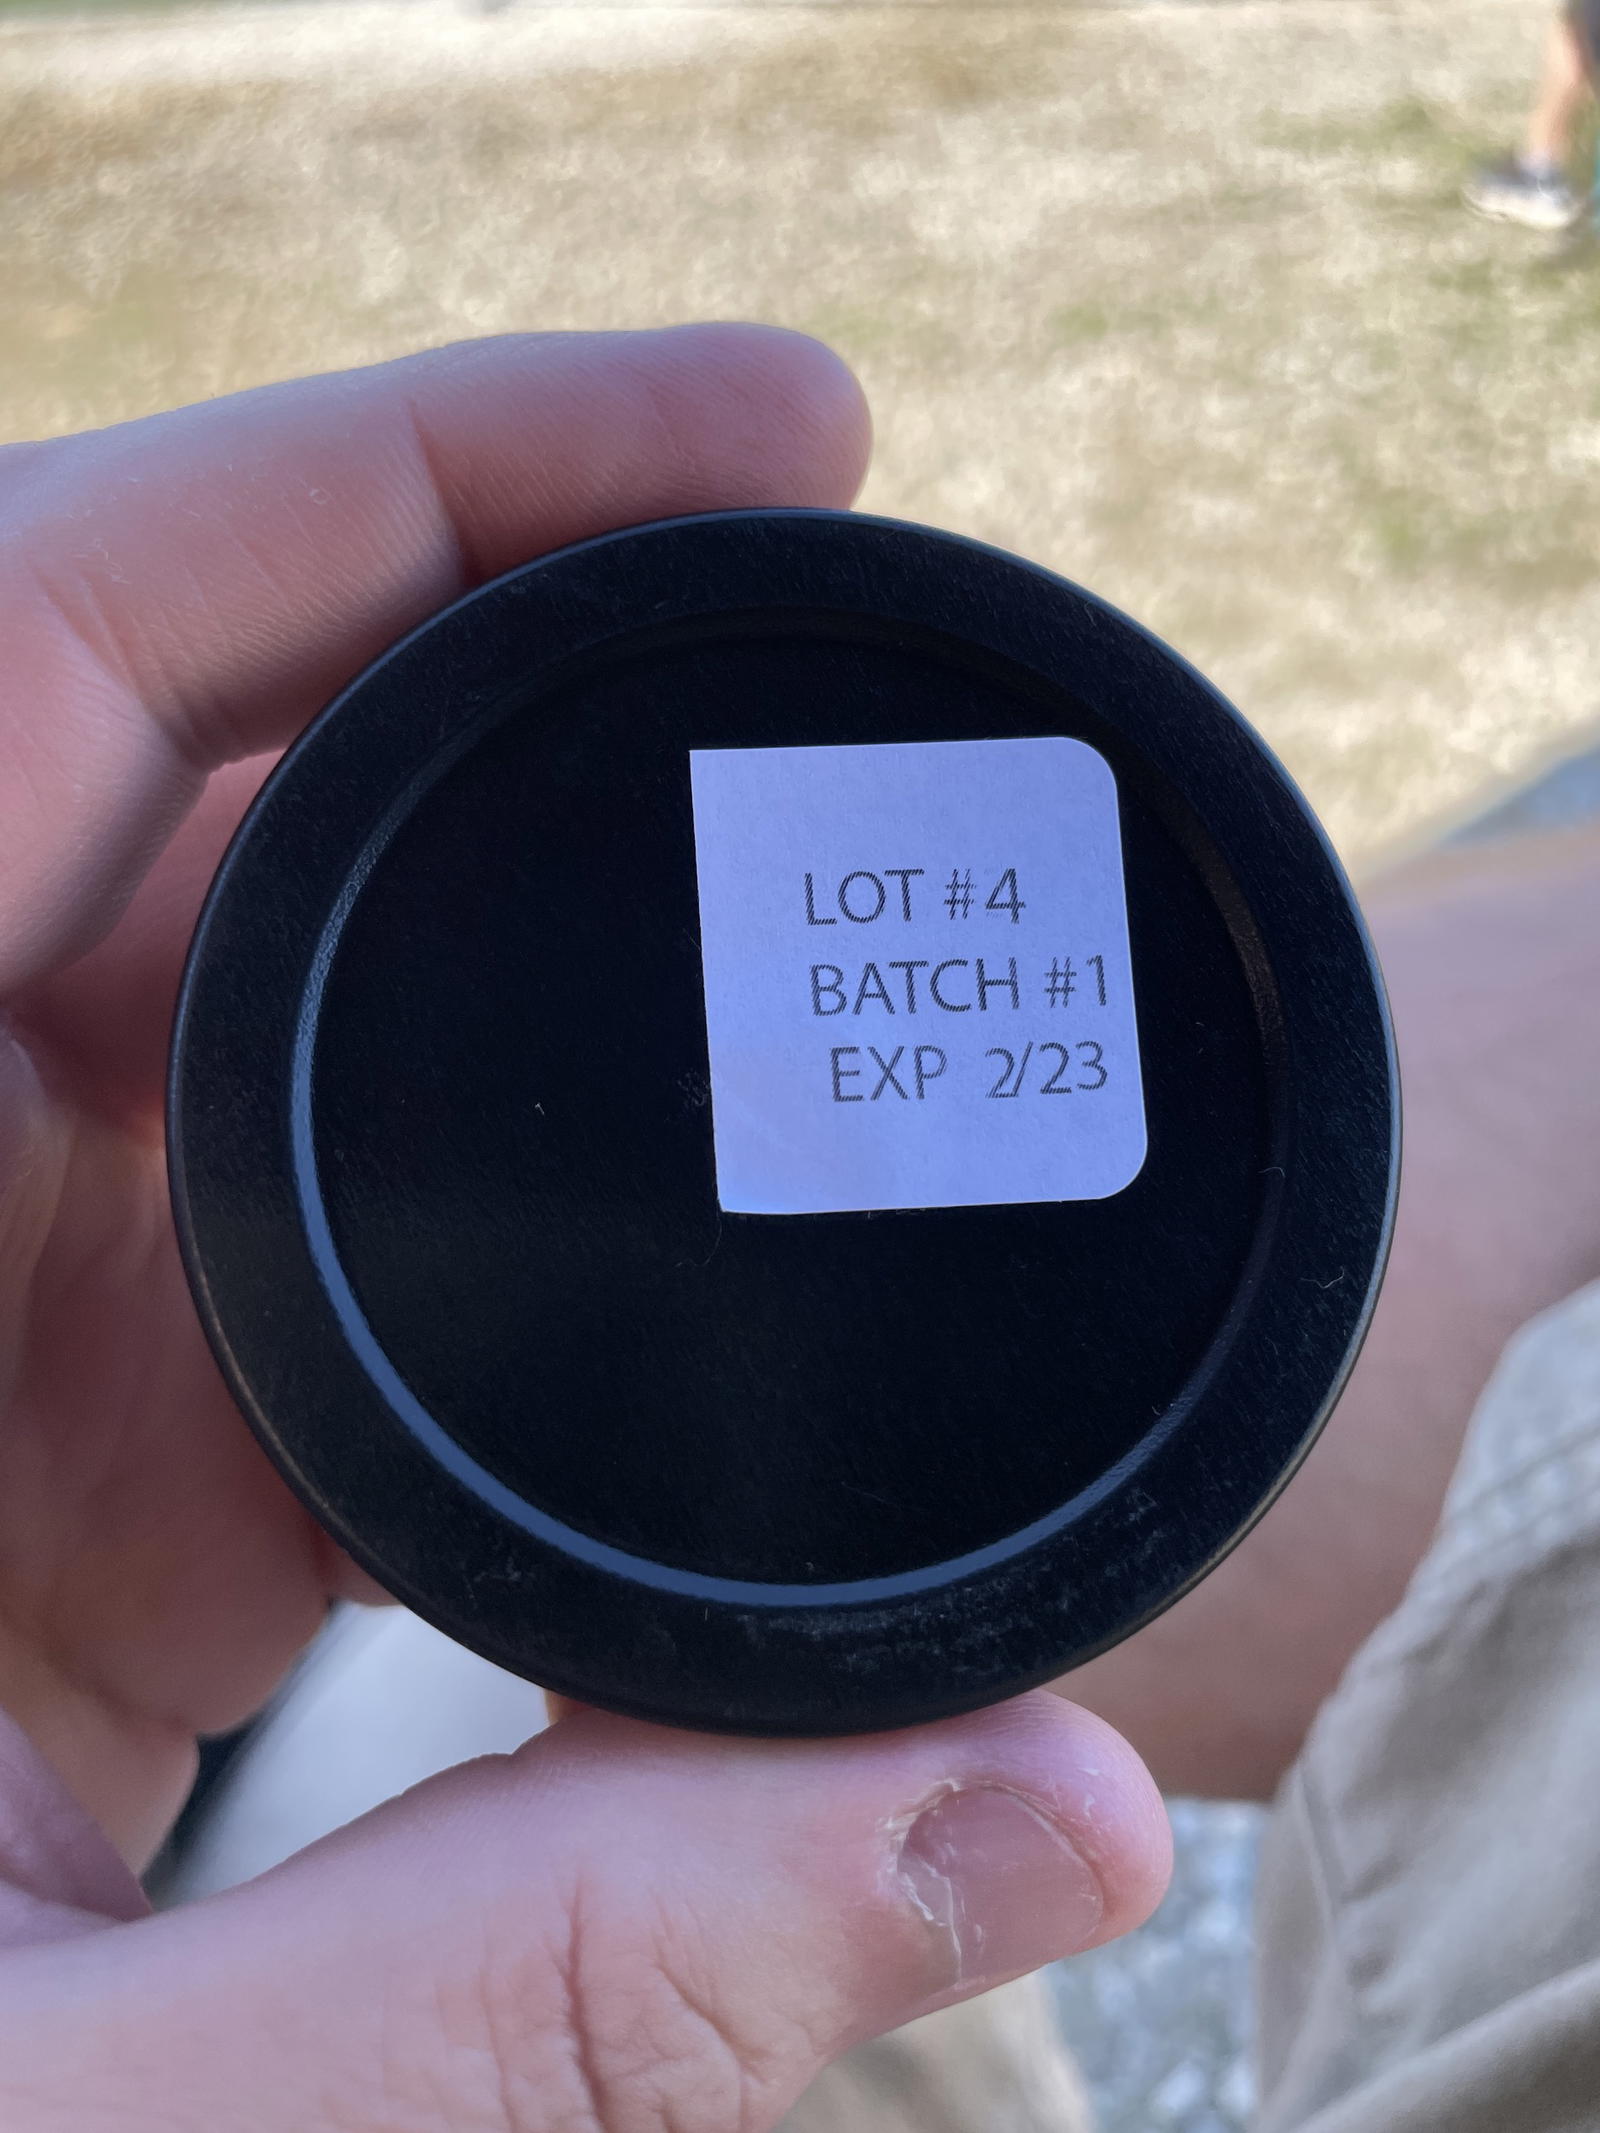 LOT #4
BATCH #1
EXP 2/23